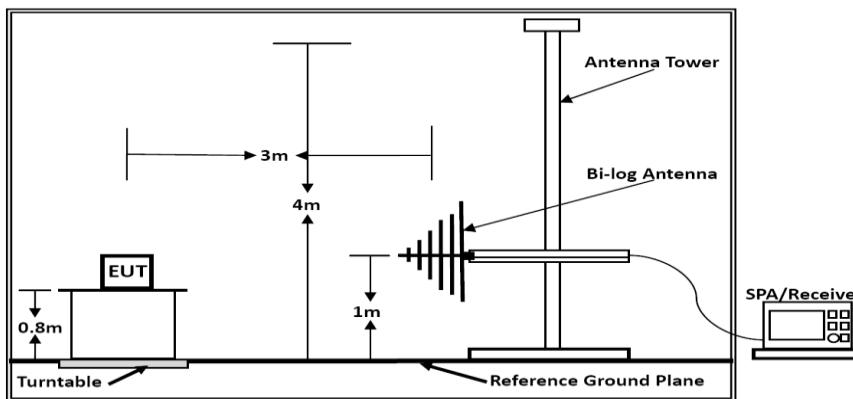 Antenna Tower
3m
Bi-log Antenna
4m
EUT
SPA/Receive
0.8m
1m
Turntable
Reference Ground Plane